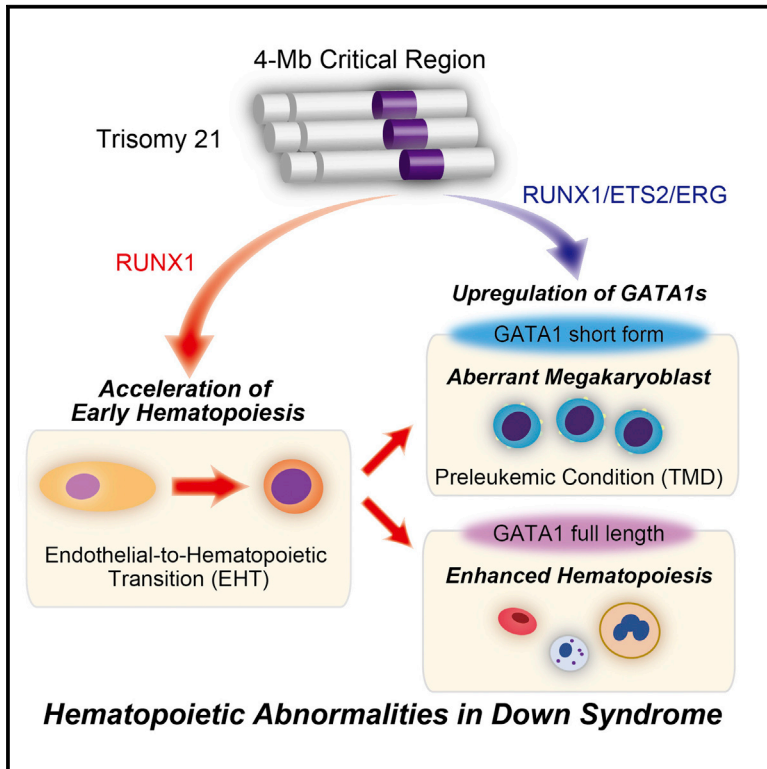 4-Mb Critical Region
Trisomy 21
RUNX1/ETS2/ERG
RUNX1
Upregulation of GATA1s
GATA1 short form
Acceleration of
Early Hematopoiesis
Aberrant Megakaryoblast
Preleukemic Condition (TMD)
Endothelial-to-Hematopoietic
Transition (EHT)
GATA1 full length
Enhanced Hematopoiesis
Hematopoietic Abnormalities in Down Syndrome